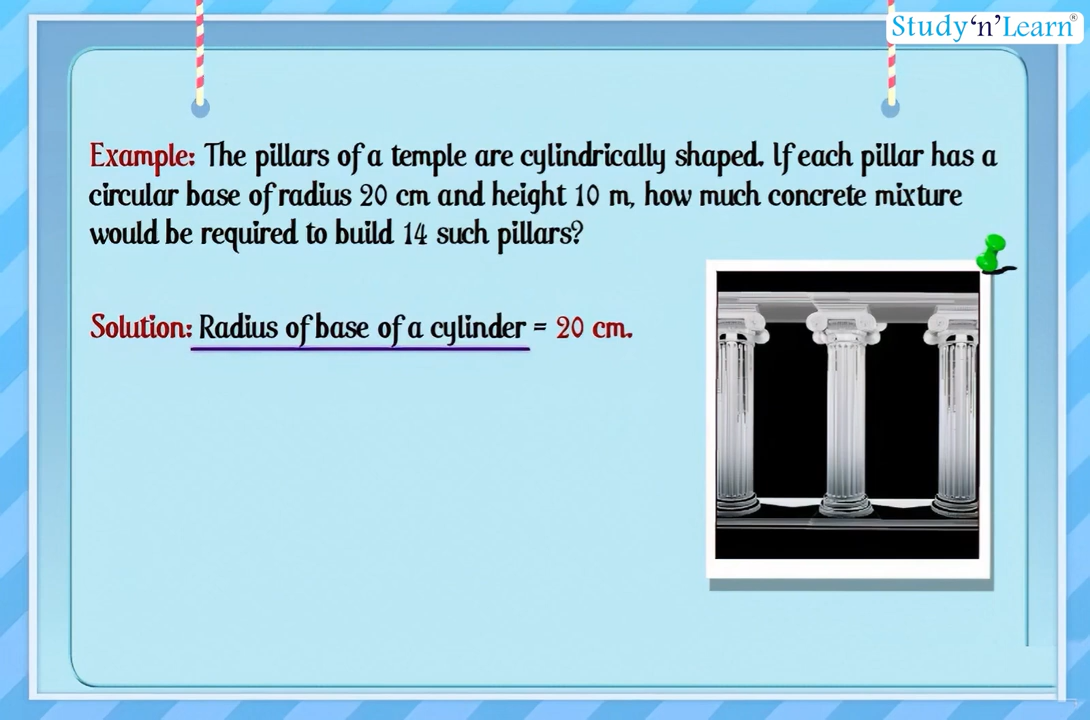 Study‘n’Learn®
Example: The pillars of a temple are cylindrically shaped. If each pillar has a
circular base of radius 20 cm and height 10 m, how much concrete mixture
would be required to build 14 such pillars?
Solution: Radius of base of a cylinder = 20 cm.